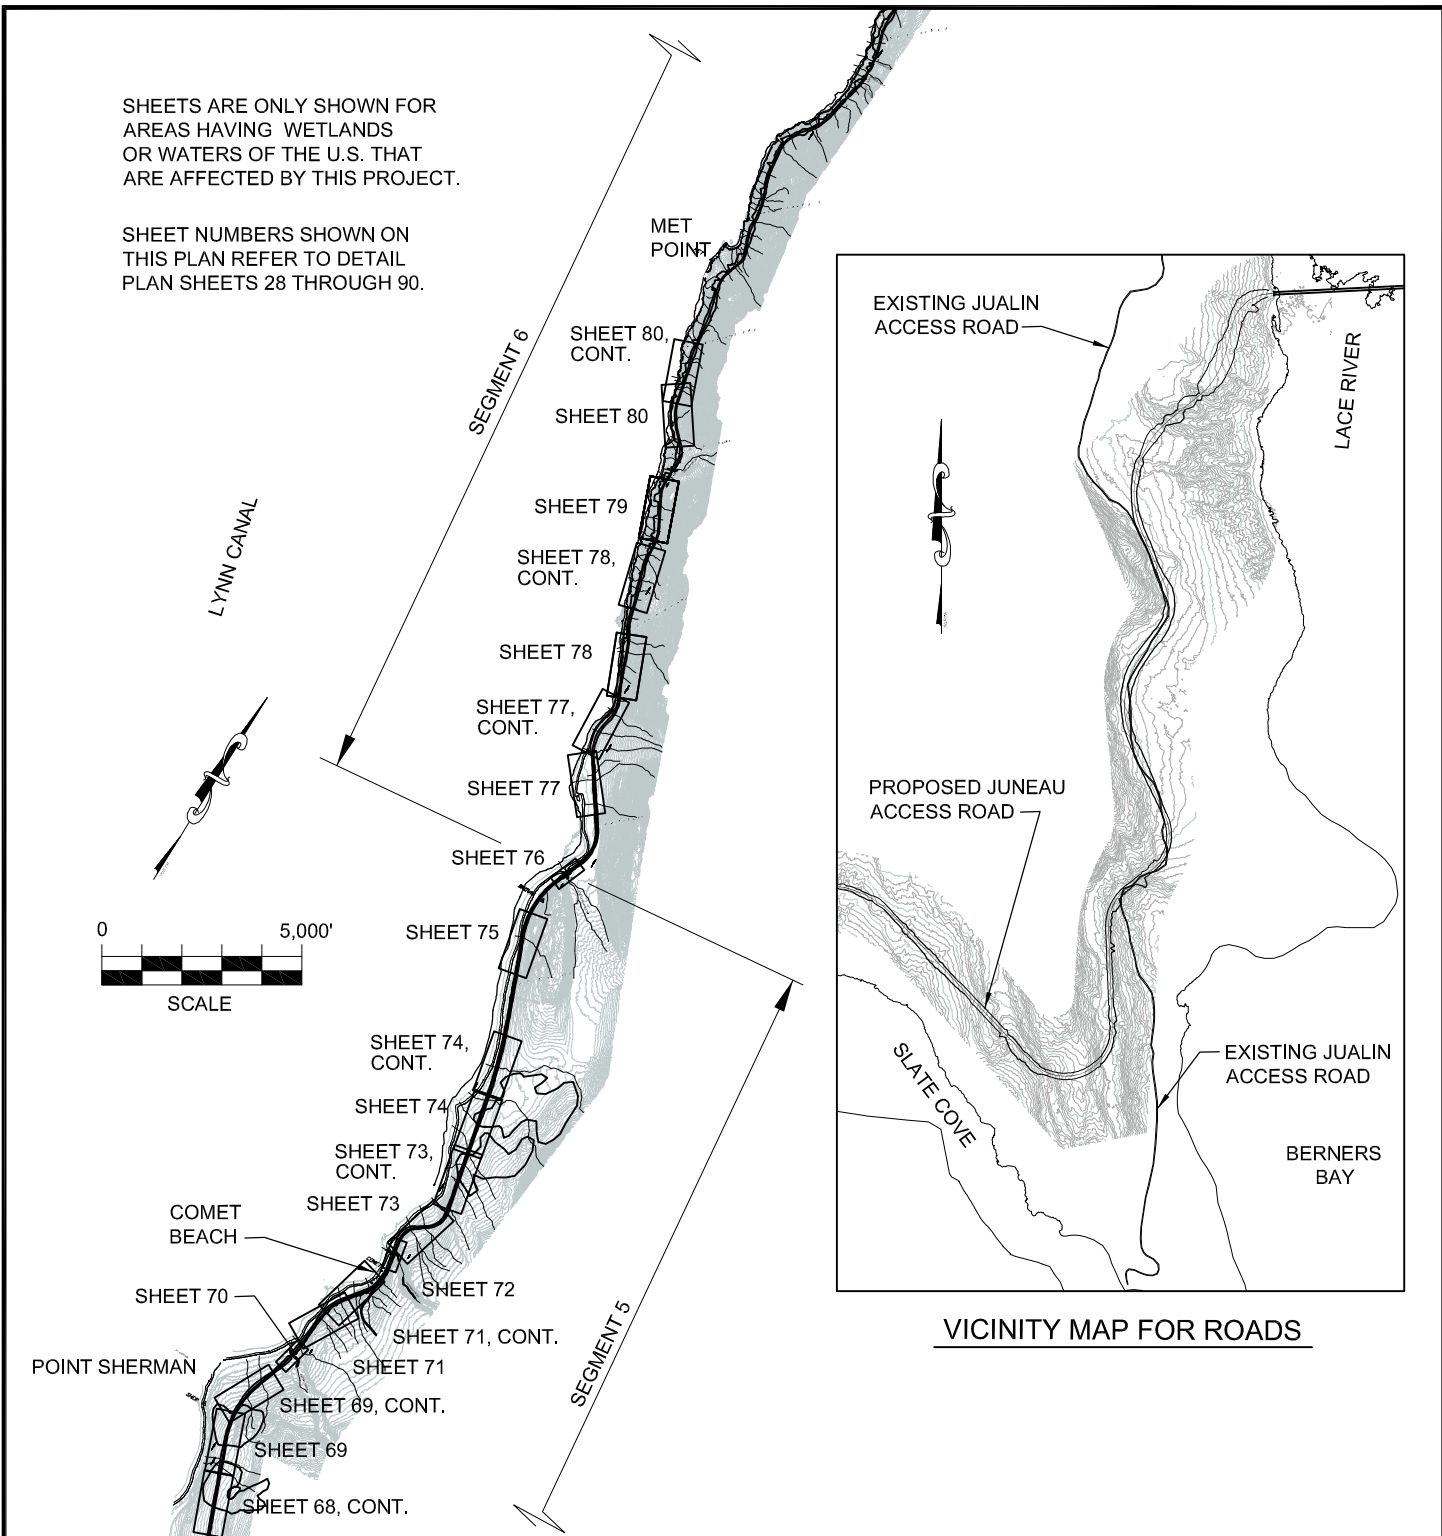 SHEETS ARE ONLY SHOWN FOR
AREAS HAVING WETLANDS
OR WATERS OF THE U.S. THAT
ARE AFFECTED BY THIS PROJECT.
SHEET NUMBERS SHOWN ON
THIS PLAN REFER TO DETAIL
PLAN SHEETS 28 THROUGH 90.
MET
POINT
SEGMENT 6
SHEET 80,
CONT.
SHEET 80
SHEET 79
SHEET 78,
CONT.
SHEET 78
SHEET 77,
CONT.
SHEET 77
SHEET 76
SHEET 75
SHEET 74,
CONT.
SHEET 74
SHEET 73,
CONT.
SHEET 73
COMET
BEACH
SHEET 72
SHEET 70
SHEET 71, CONT.
SHEET 71
POINT SHERMAN
SHEET 69, CONT.
SHEET 69
SHEET 68, CONT.
SEGMENT 5
LYNN CANAL
0
5,000'
SCALE
EXISTING JUALIN
ACCESS ROAD
LACE RIVER
PROPOSED JUNEAU
ACCESS ROAD
SLATE COVE
EXISTING JUALIN
ACCESS ROAD
BERNERS
BAY
VICINITY MAP FOR ROADS